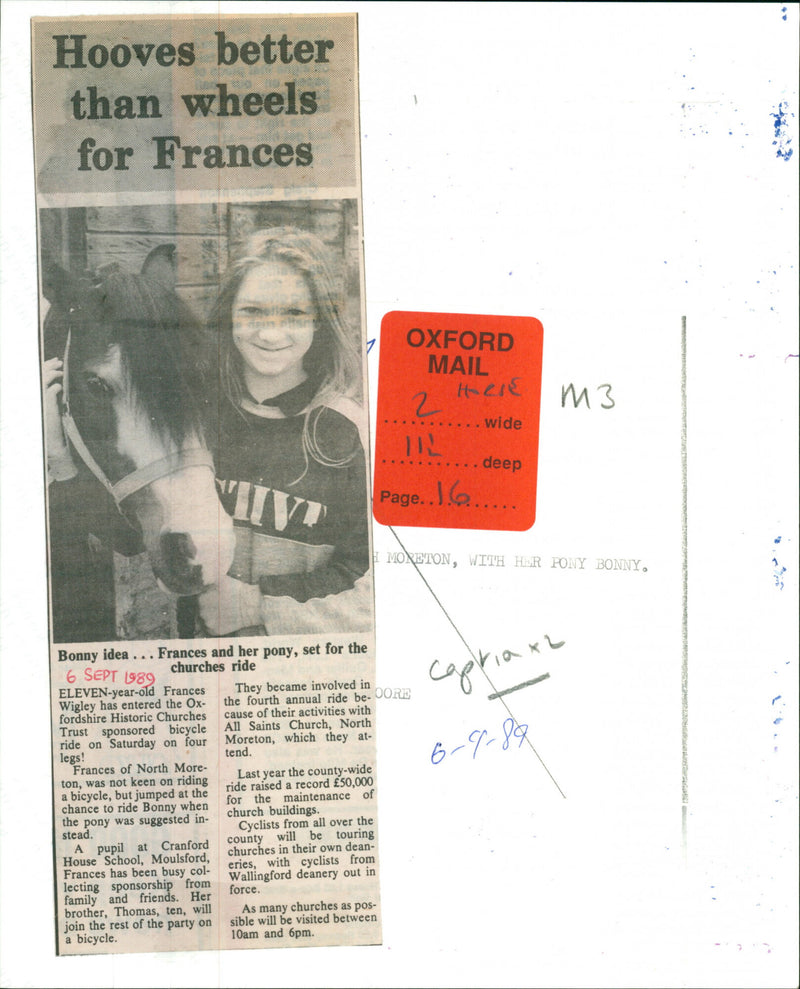 Hooves better
than wheels
for Frances
Bonny idea . . . Frances and her pony, set for the
churches ride
6 SEPT 1989
ELEVEN-year-old Frances
Wigley has entered the Ox-
fordshire Historic Churches
Trust sponsored bicycle
ride on Saturday on four
legs!
Frances of North More-
ton, was not keen on riding
a bicycle, but jumped at the
chance to ride Bonny when
the pony was suggested in-
stead.
A pupil at Cranford
House School, Moulsford,
Frances has been busy col-
lecting sponsorship from
family and friends. Her
brother, Thomas, ten, will
join the rest of the party on
a bicycle.
They became involved in
the fourth annual ride be-
cause of their activities with
All Saints Church, North
Moreton, which they at-
tend.
Last year the county-wide
ride raised a record £50,000
for the maintenance of
church buildings.
Cyclists from all over the
county will be touring
churches in their own dean-
eries, with cyclists from
Wallingford deanery out in
force.
As many churches as pos-
sible will be visited between
10am and 6pm.
OXFORD
MAIL
2 wide
deep
Page 16
M3
H MORETON, WITH HER PONY BONNY.
OORE
6-9-89